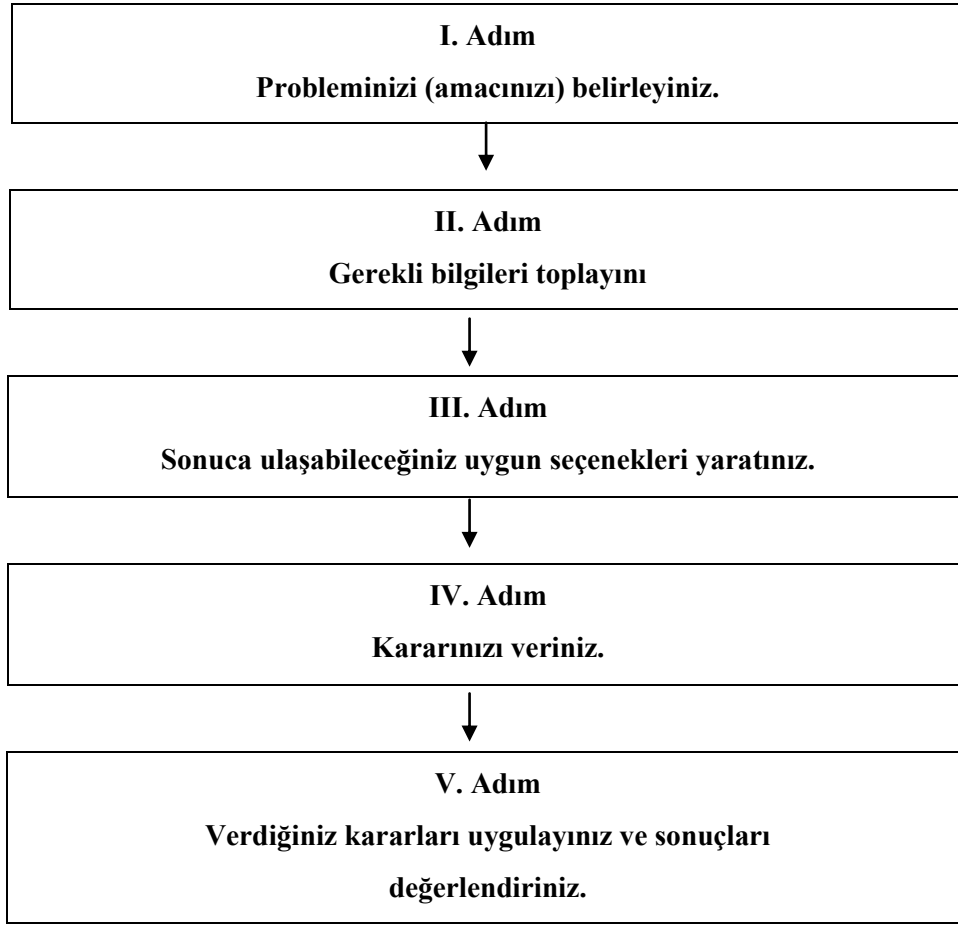 I. Adım
Probleminizi (amacınızı) belirleyiniz.
II. Adım
Gerekli bilgileri toplayını
III. Adım
Sonuca ulaşabileceğiniz uygun seçenekleri yaratınız.
IV. Adım
Kararınızı veriniz.
V. Adım
Verdiğiniz kararları uygulayınız ve sonuçları
değerlendiriniz.